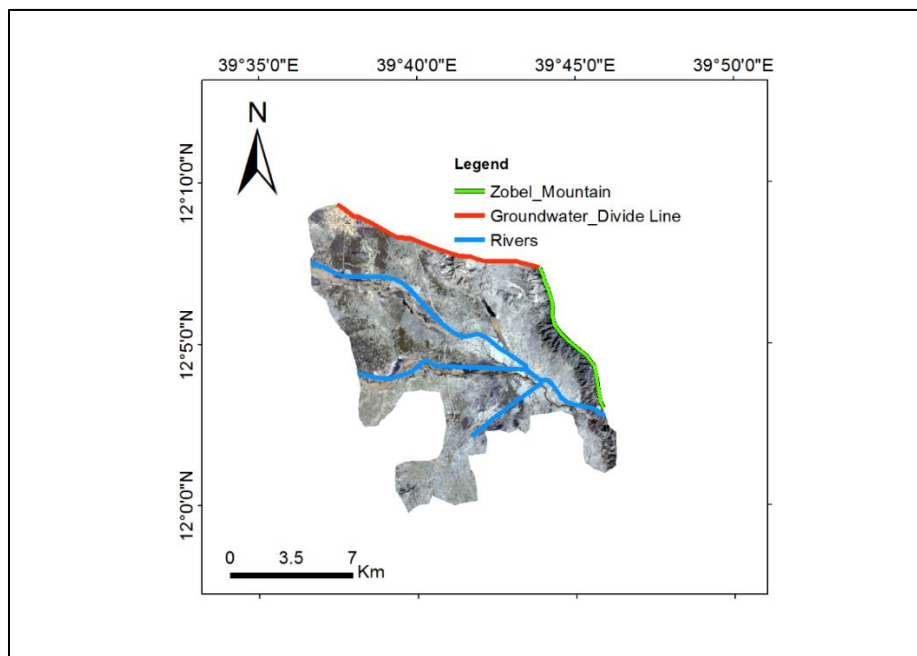 39°35'0"E 39°40'0"E 39°45'0"E 39°50'0"E
N
Legend
Zobel_Mountain
Groundwater_Divide Line
Rivers
12°10'0"N
12°5'0"N
12°0'0"N
0 3.5 7
Km